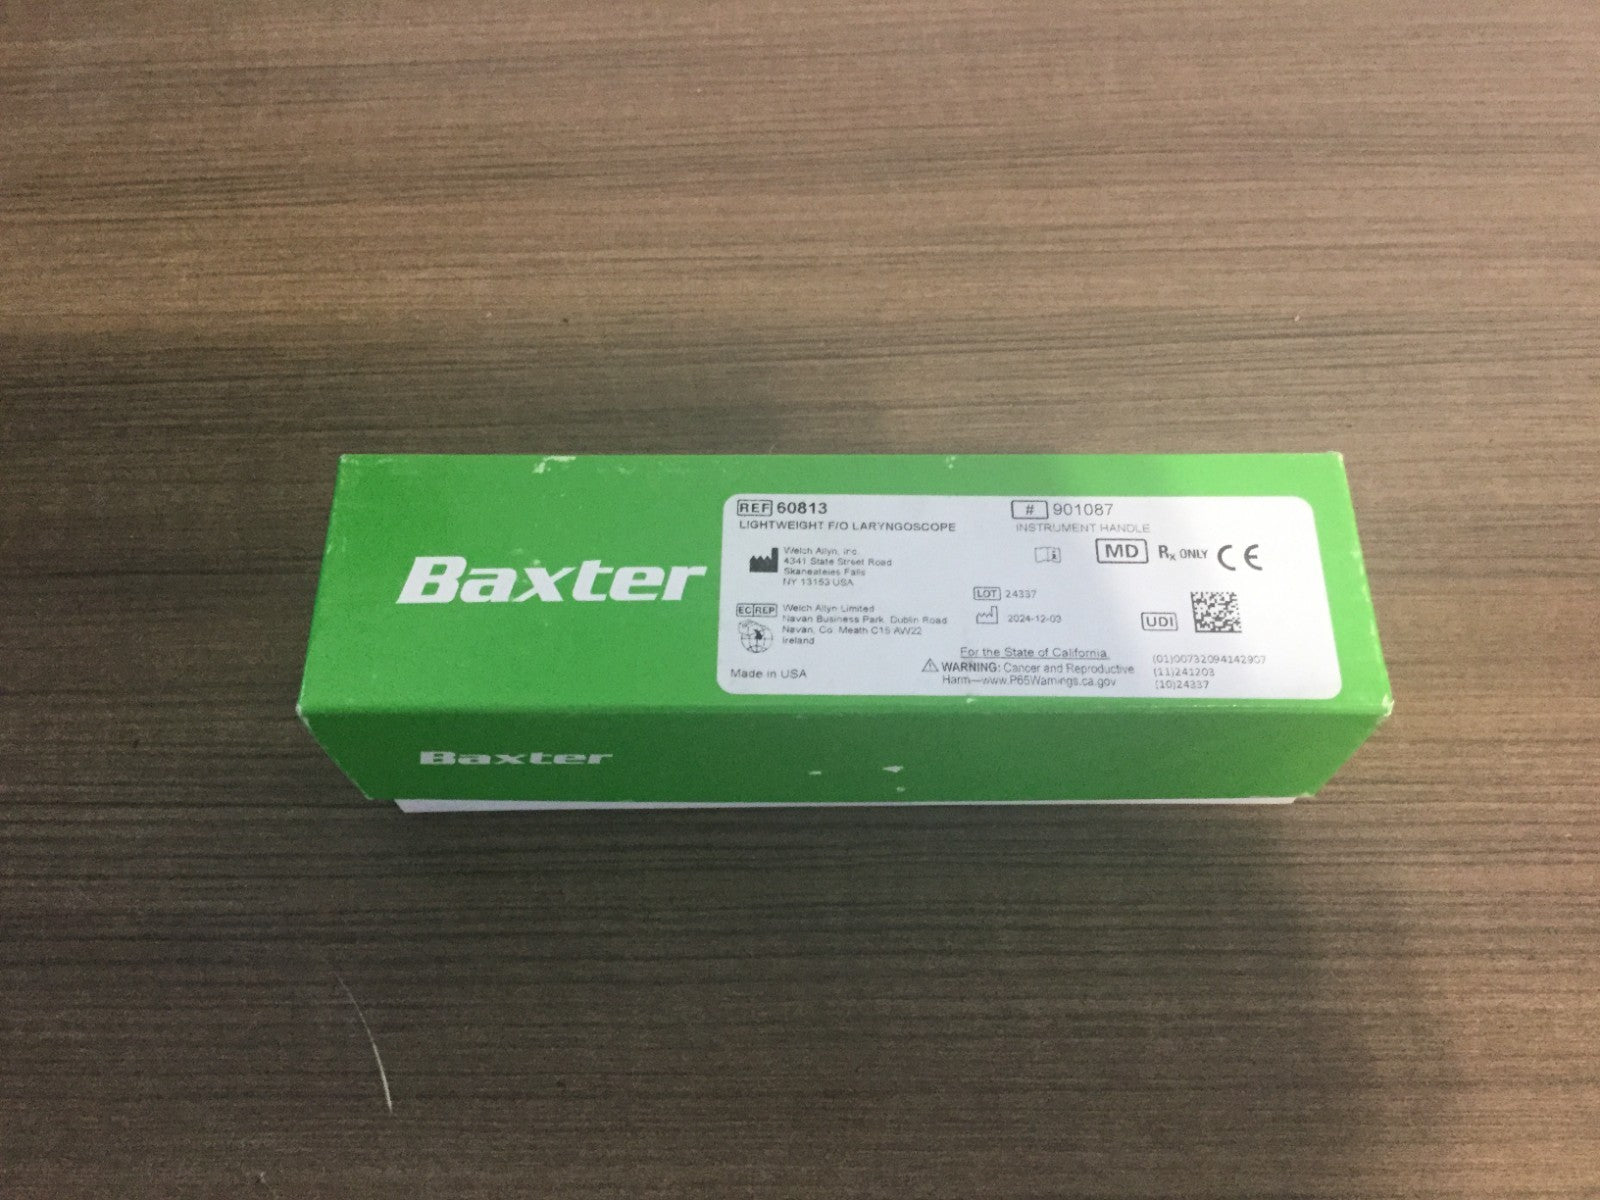 Baxter
REF 60813
LIGHTWEIGHT F/O LARYNGOSCOPE
# 901087
INSTRUMENT HANDLE
Welch Allyn, Inc.
4341 State Street Road
Skaneateles Falls
NY 13153 USA
MD Rx ONLY CE
EC REP Welch Allyn Limited
Navan Business Park, Dublin Road
Navan, Co. Meath C15 AW22
Ireland
LOT 24337
2024-12-03
UDI
Made in USA
For the State of California
WARNING: Cancer and Reproductive
Harm—www.P65Warnings.ca.gov
(01)00732094142907
(11)241203
(10)24337
Baxter